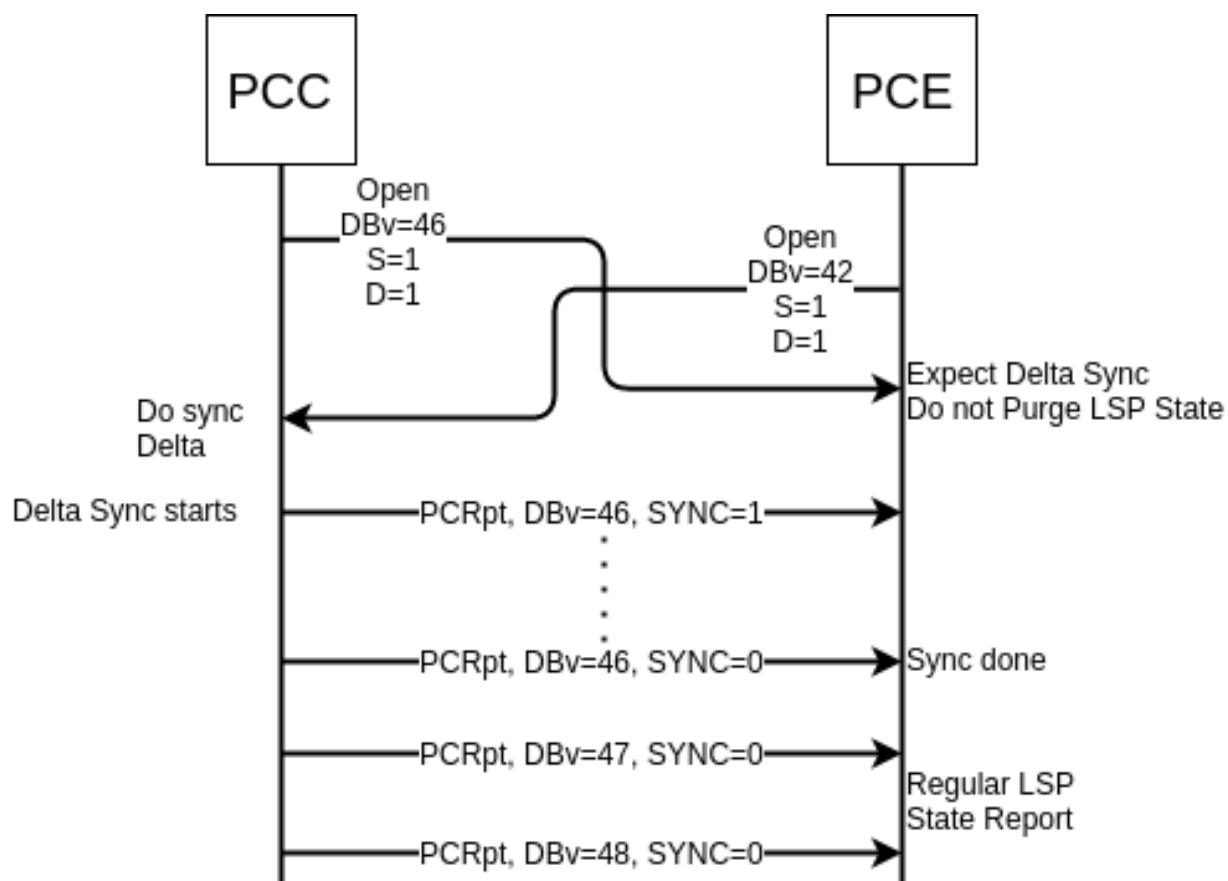 PCC
PCE
Open
DBv=46
S=1
D=1
Open
DBv=42
S=1
D=1
Expect Delta Sync
Do not Purge LSP State
Do sync
Delta
Delta Sync starts
PCRpt, DBv=46, SYNC=1
PCRpt, DBv=46, SYNC=0
Sync done
PCRpt, DBv=47, SYNC=0
Regular LSP
State Report
PCRpt, DBv=48, SYNC=0